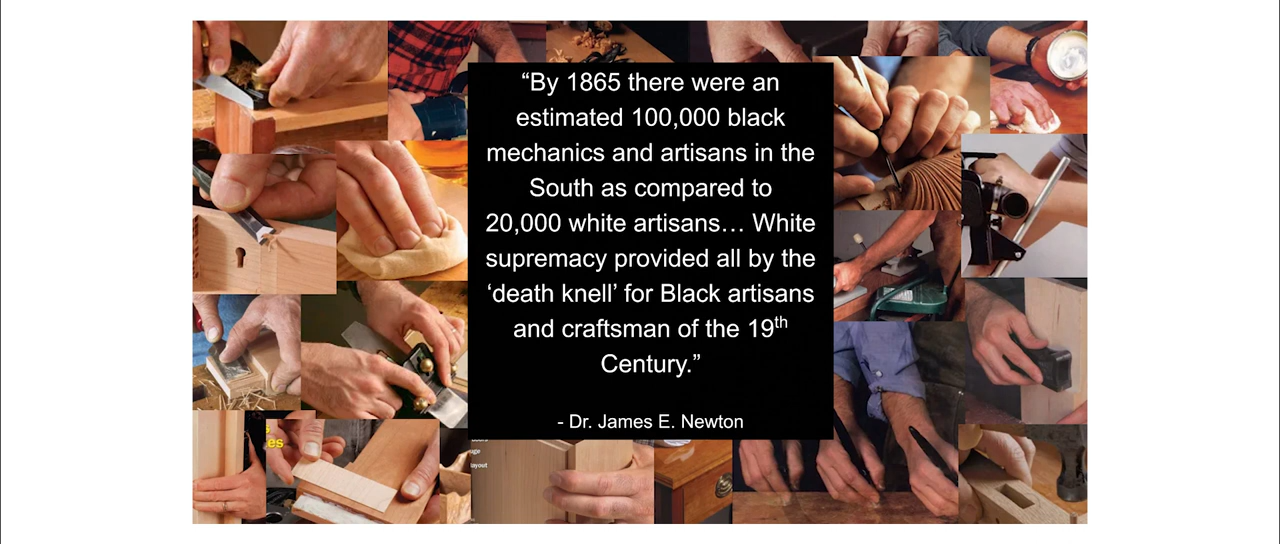 “By 1865 there were an
estimated 100,000 black
mechanics and artisans in the
South as compared to
20,000 white artisans… White
supremacy provided all by the
‘death knell’ for Black artisans
and craftsman of the 19th
Century.”
- Dr. James E. Newton
layout